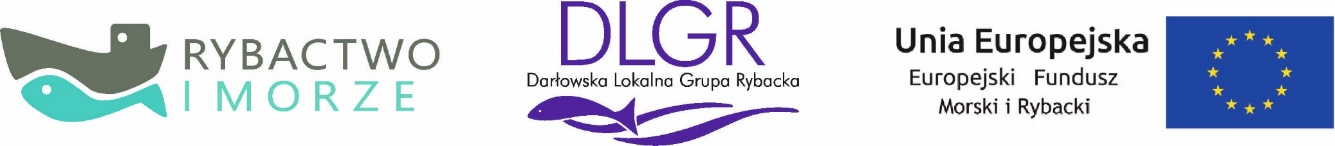 RYBACTWO
I MORZE
DLGR
Darłowska Lokalna Grupa Rybacka
Unia Europejska
Europejski Fundusz
Morski i Rybacki